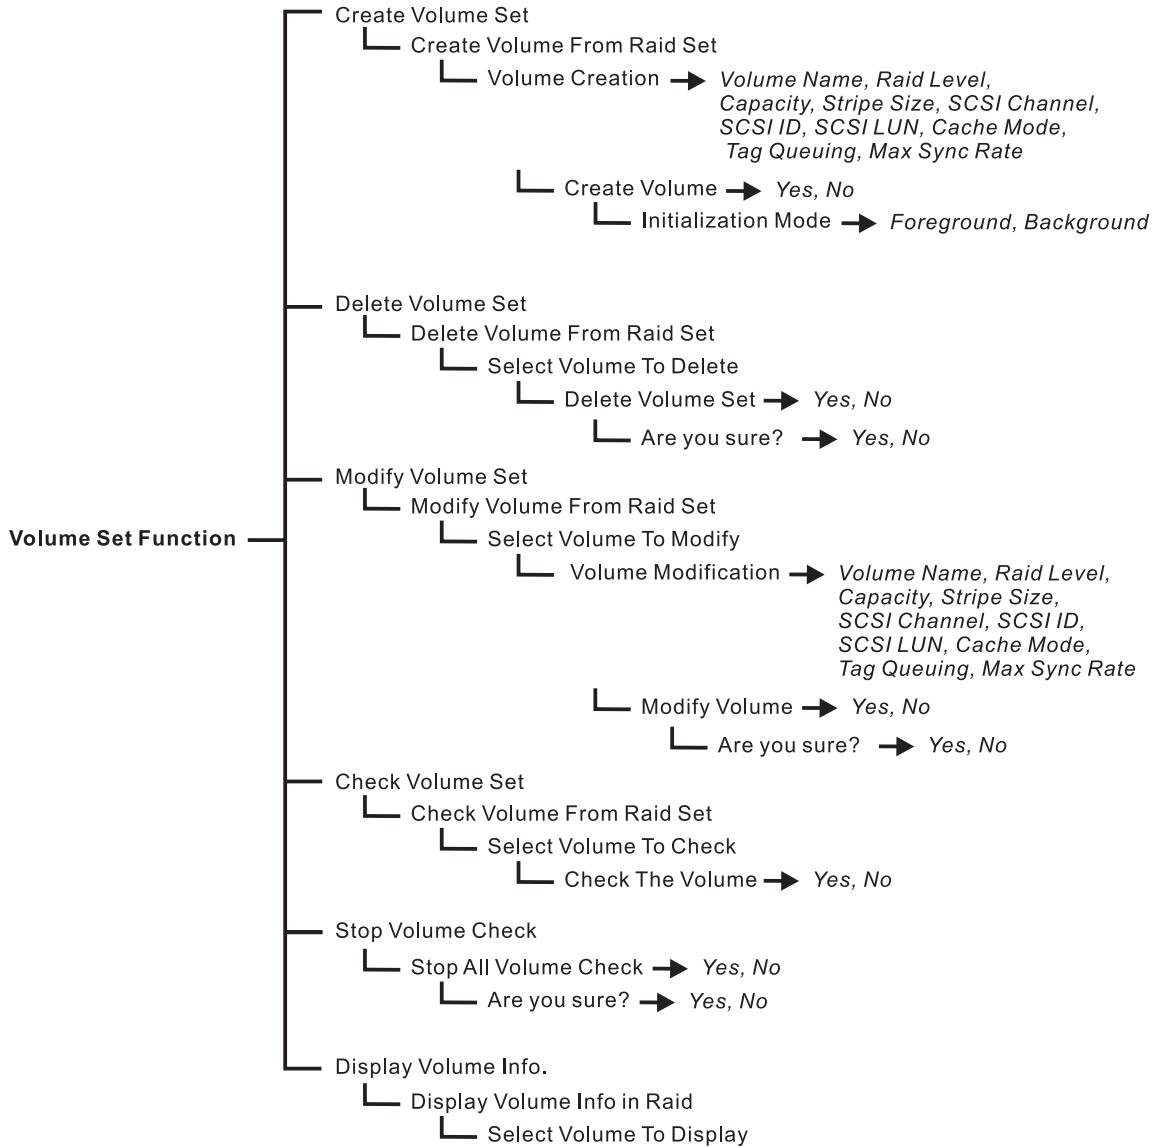 Create Volume Set
Create Volume From Raid Set
Volume Creation Volume Name, Raid Level,
Capacity, Stripe Size, SCSI Channel,
SCSI ID, SCSI LUN, Cache Mode,
Tag Queuing, Max Sync Rate
Create Volume Yes, No
Initialization Mode Foreground, Background
Delete Volume Set
Delete Volume From Raid Set
Select Volume To Delete
Delete Volume Set Yes, No
Are you sure? Yes, No
Modify Volume Set
Modify Volume From Raid Set
Volume Set Function
Select Volume To Modify
Volume Modification Volume Name, Raid Level,
Capacity, Stripe Size,
SCSI Channel, SCSI ID,
SCSI LUN, Cache Mode,
Tag Queuing, Max Sync Rate
Modify Volume Yes, No
Are you sure? Yes, No
Check Volume Set
Check Volume From Raid Set
Select Volume To Check
Check The Volume Yes, No
Stop Volume Check
Stop All Volume Check Yes, No
Are you sure? Yes, No
Display Volume Info.
Display Volume Info in Raid
Select Volume To Display